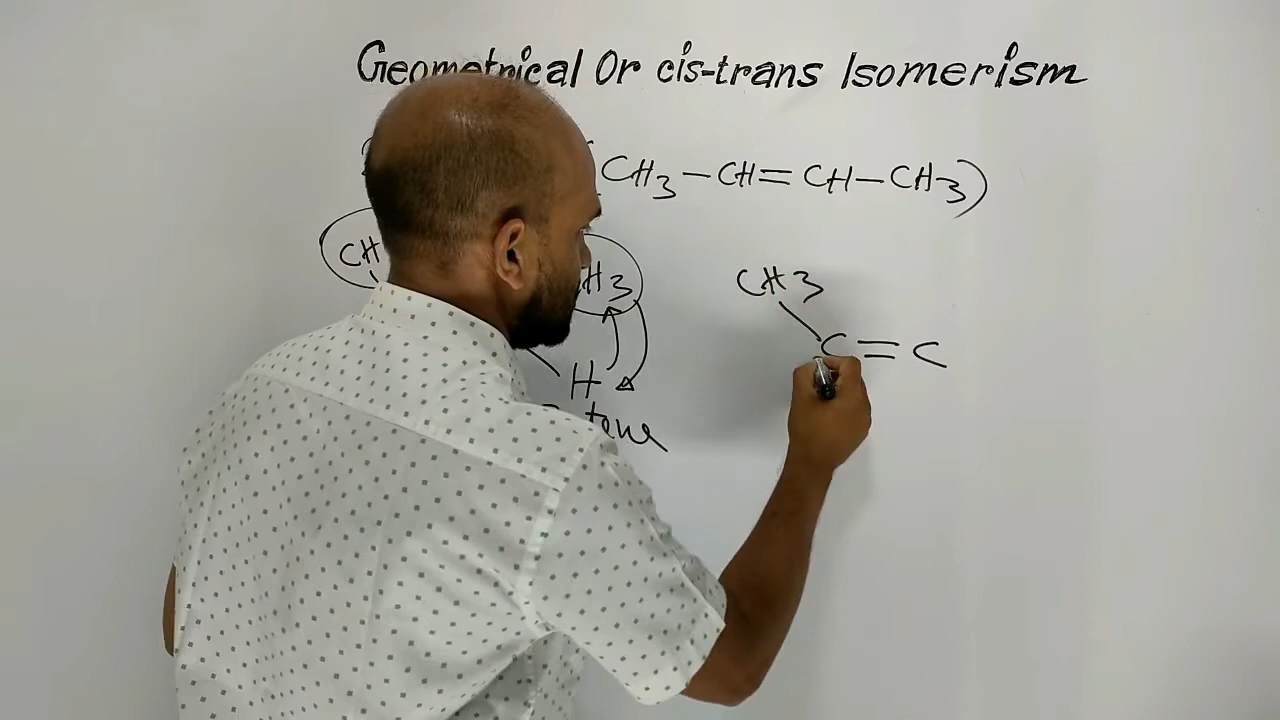 Geometrical Or cis-trans Isomerism
CH3-CH=CH-CH3)
CH H3
CH3
C=C
H